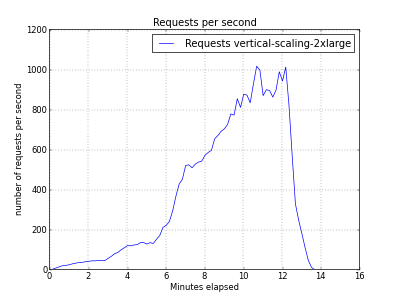 Requests per second
Requests vertical-scaling-2xlarge
number of requests per second
1200
1000
800
600
400
200
0
0 2 4 6 8 10 12 14 16
Minutes elapsed